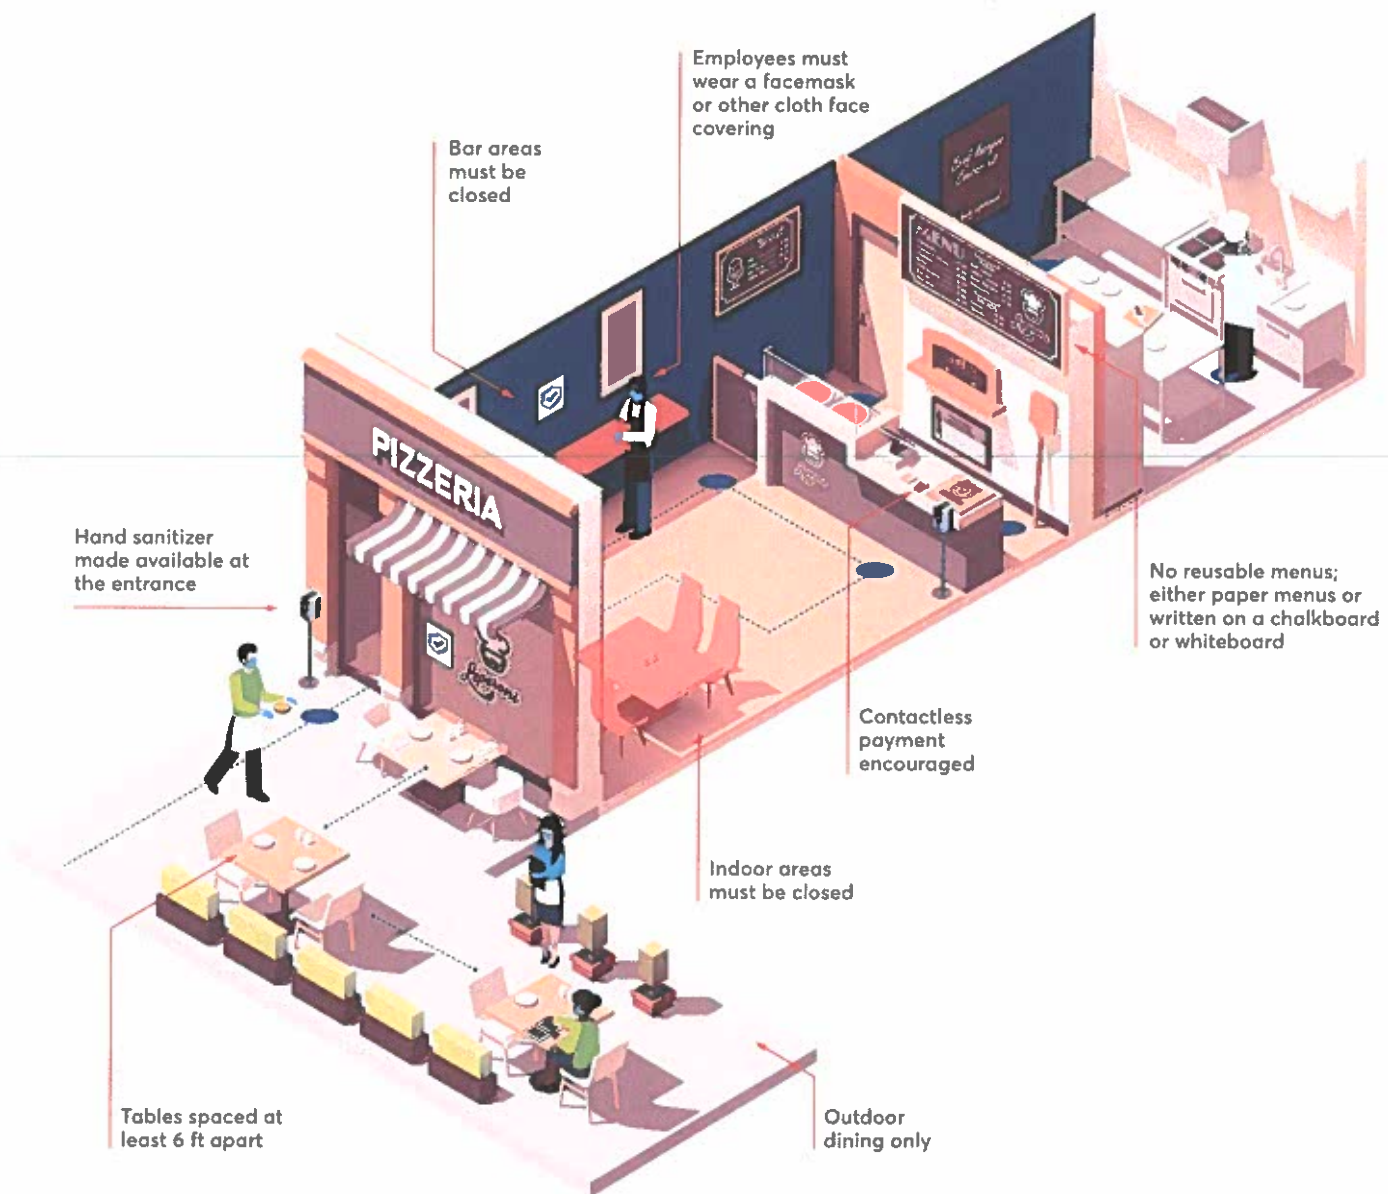 Employees must
wear a facemask
or other cloth face
covering
Bar areas
must be
closed
MENU
PIZZERIA
Hand sanitizer
made available at
the entrance
No reusable menus;
either paper menus or
written on a chalkboard
or whiteboard
Contactless
payment
encouraged
Indoor areas
must be closed
Tables spaced at
least 6 ft apart
Outdoor
dining only